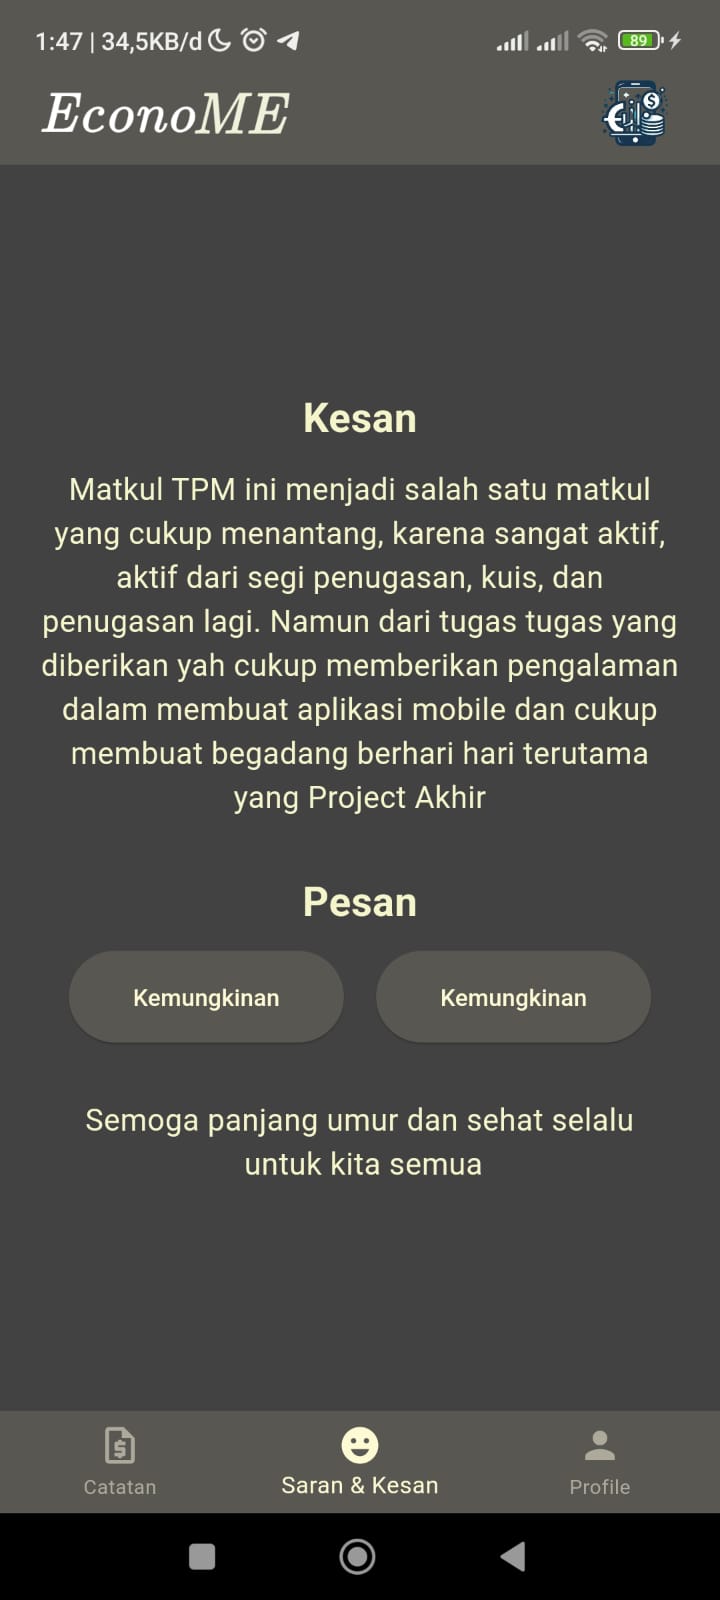 1:47 | 34,5KB/d
89
EconoME
Kesan
Matkul TPM ini menjadi salah satu matkul
yang cukup menantang, karena sangat aktif,
aktif dari segi penugasan, kuis, dan
penugasan lagi. Namun dari tugas tugas yang
diberikan yah cukup memberikan pengalaman
dalam membuat aplikasi mobile dan cukup
membuat begadang berhari hari terutama
yang Project Akhir
Pesan
Kemungkinan
Kemungkinan
Semoga panjang umur dan sehat selalu
untuk kita semua
Catatan
Saran & Kesan
Profile